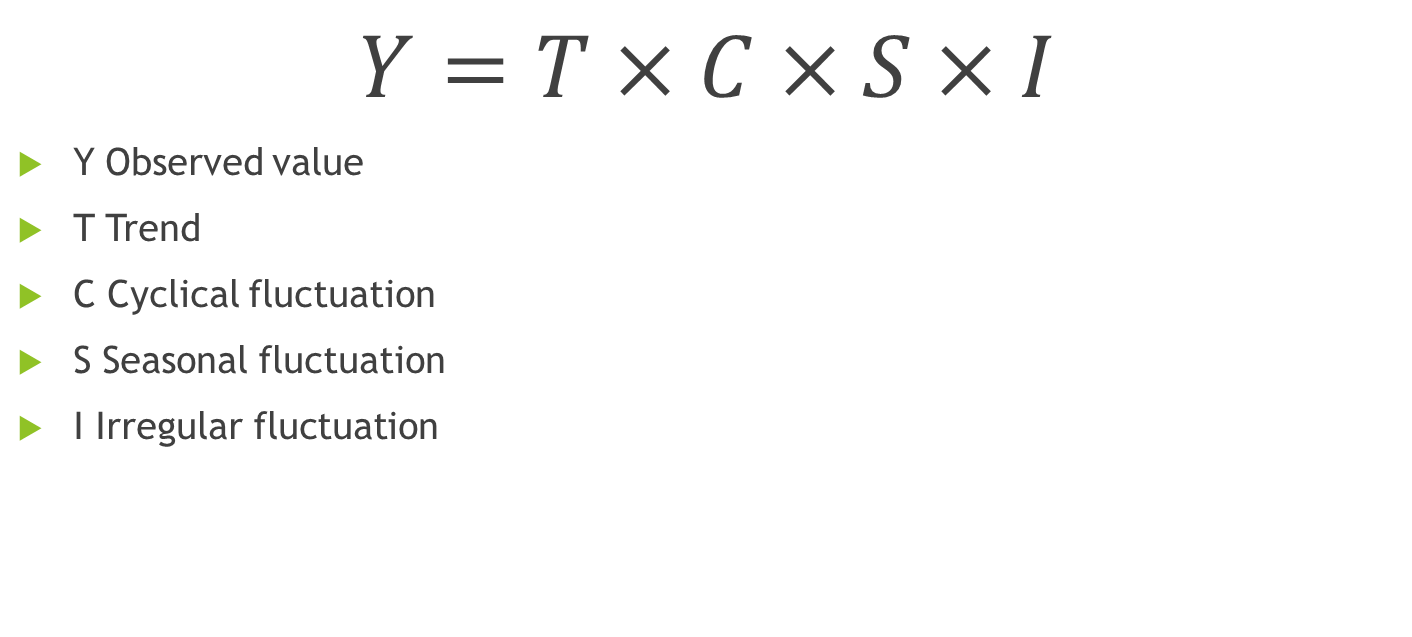 Y = T × C × S × I
Y Observed value
T Trend
C Cyclical fluctuation
S Seasonal fluctuation
I Irregular fluctuation